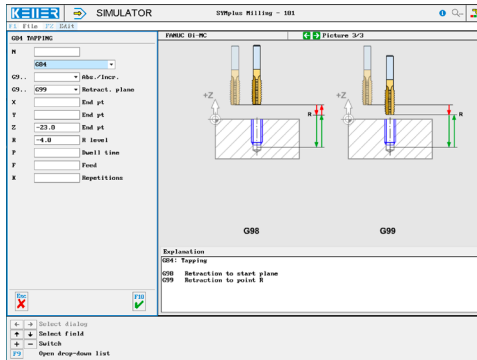 KELLER SIMULATOR SYMplus Milling - 101
F1 File F2 Edit
G84 TAPPING
FANUC 0i-MC Picture 3/3
M
G84
G9.. Abs./Incr.
G9.. G99 Retract. plane
X End pt
Y End pt
Z -23.0 End pt
R -4.0 R level
P Dwell time
F Feed
K Repetitions
+Z R +Z R
G98 G99
Explanation
G84: Tapping
G98 Retraction to start plane
G99 Retraction to point R
Esc F10
← → Select dialog
↑ ↓ Select field
+ - Switch
F9 Open drop-down list